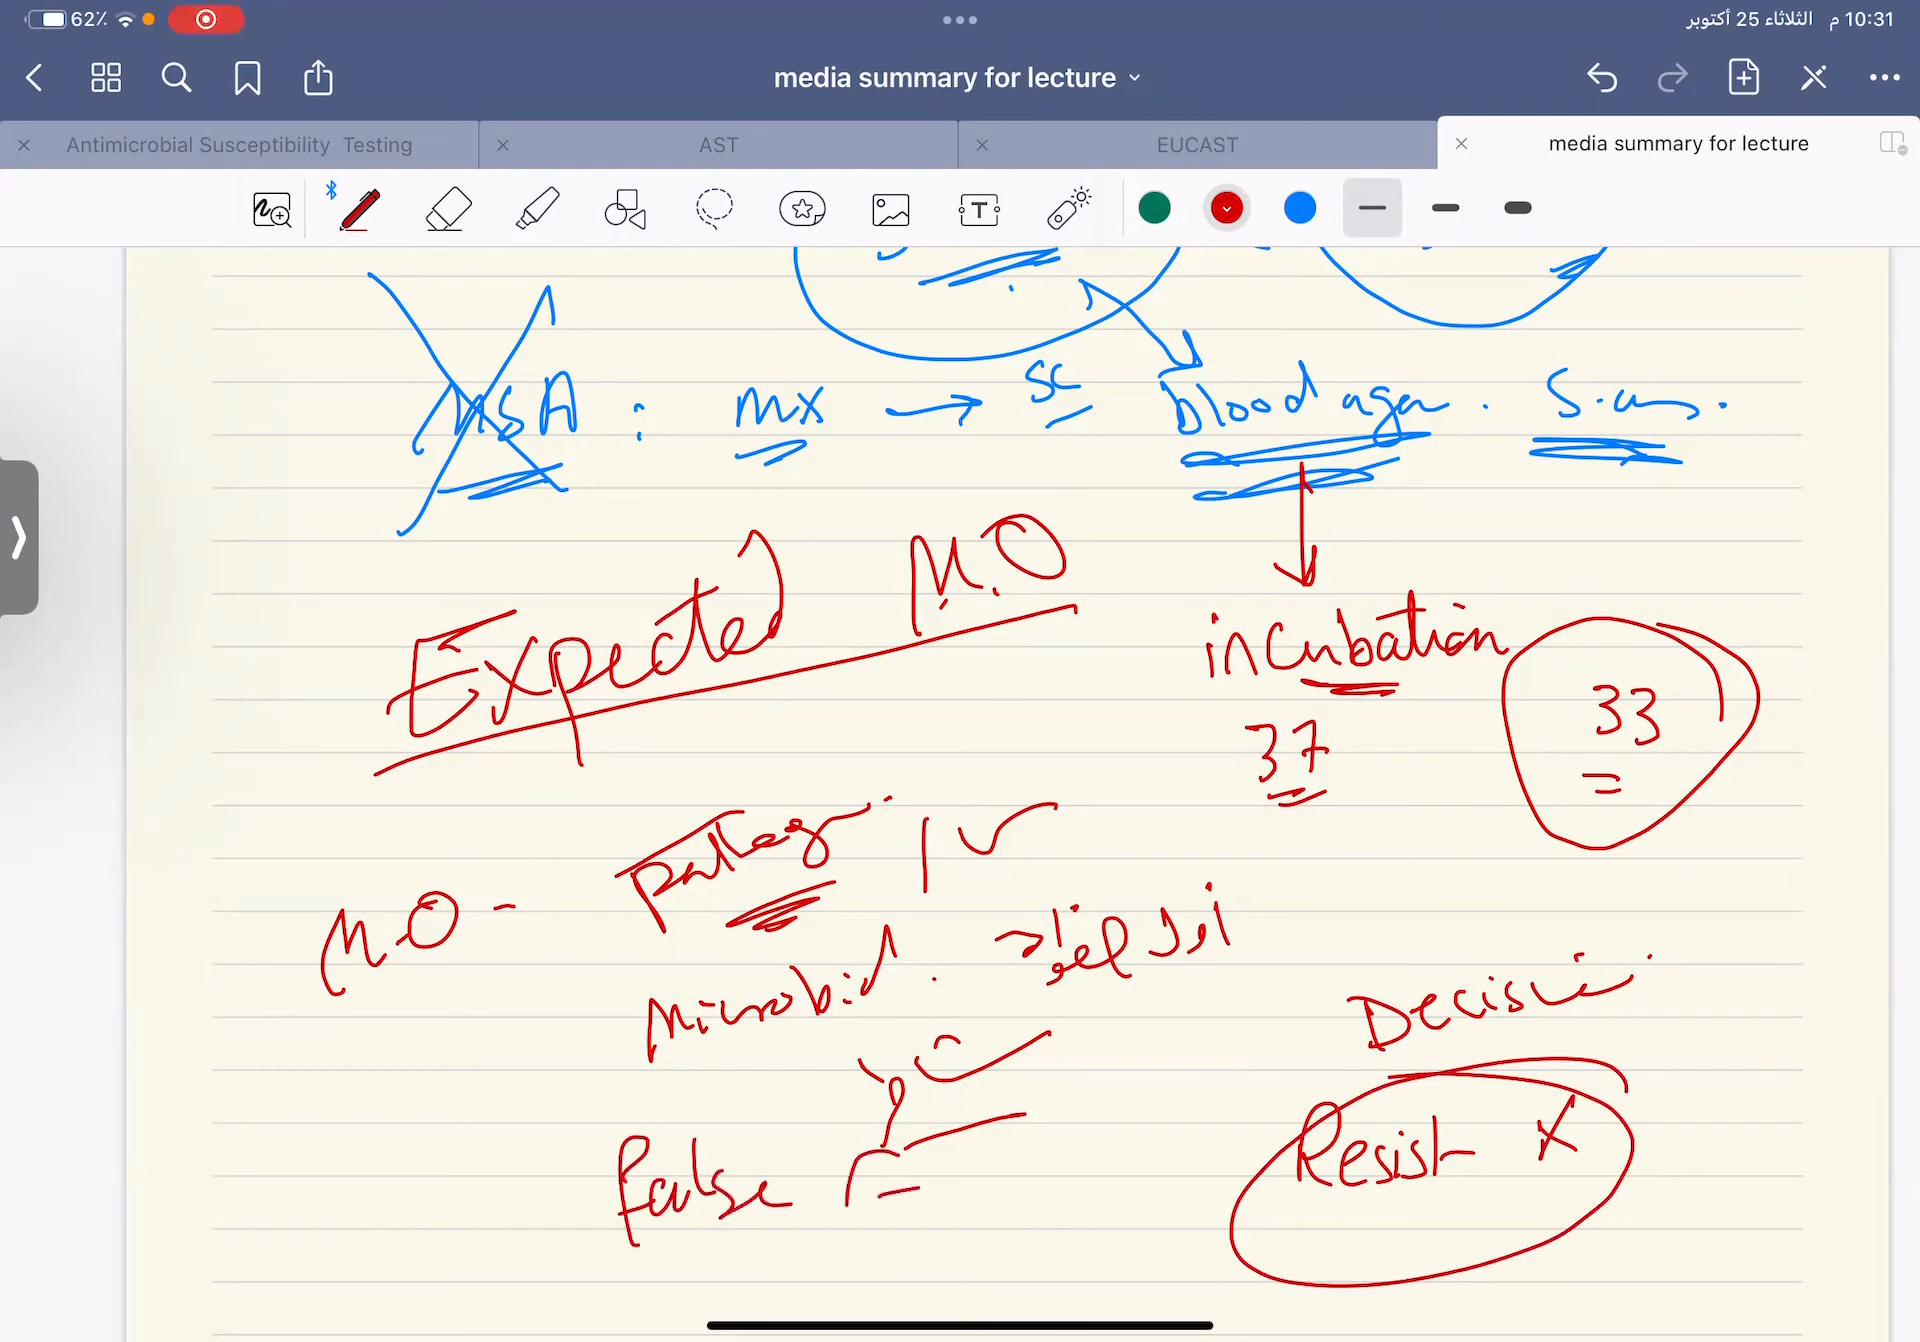 62٪
الثلاثاء 25 أكتوبر 10:31 م
media summary for lecture
Antimicrobial Susceptibility Testing
AST
EUCAST
media summary for lecture
MSA : mx → SC blood agar . S.
Expected M.O
incubation
37
33
M.O -
Microbial.
اول
Decision
Resist X
False